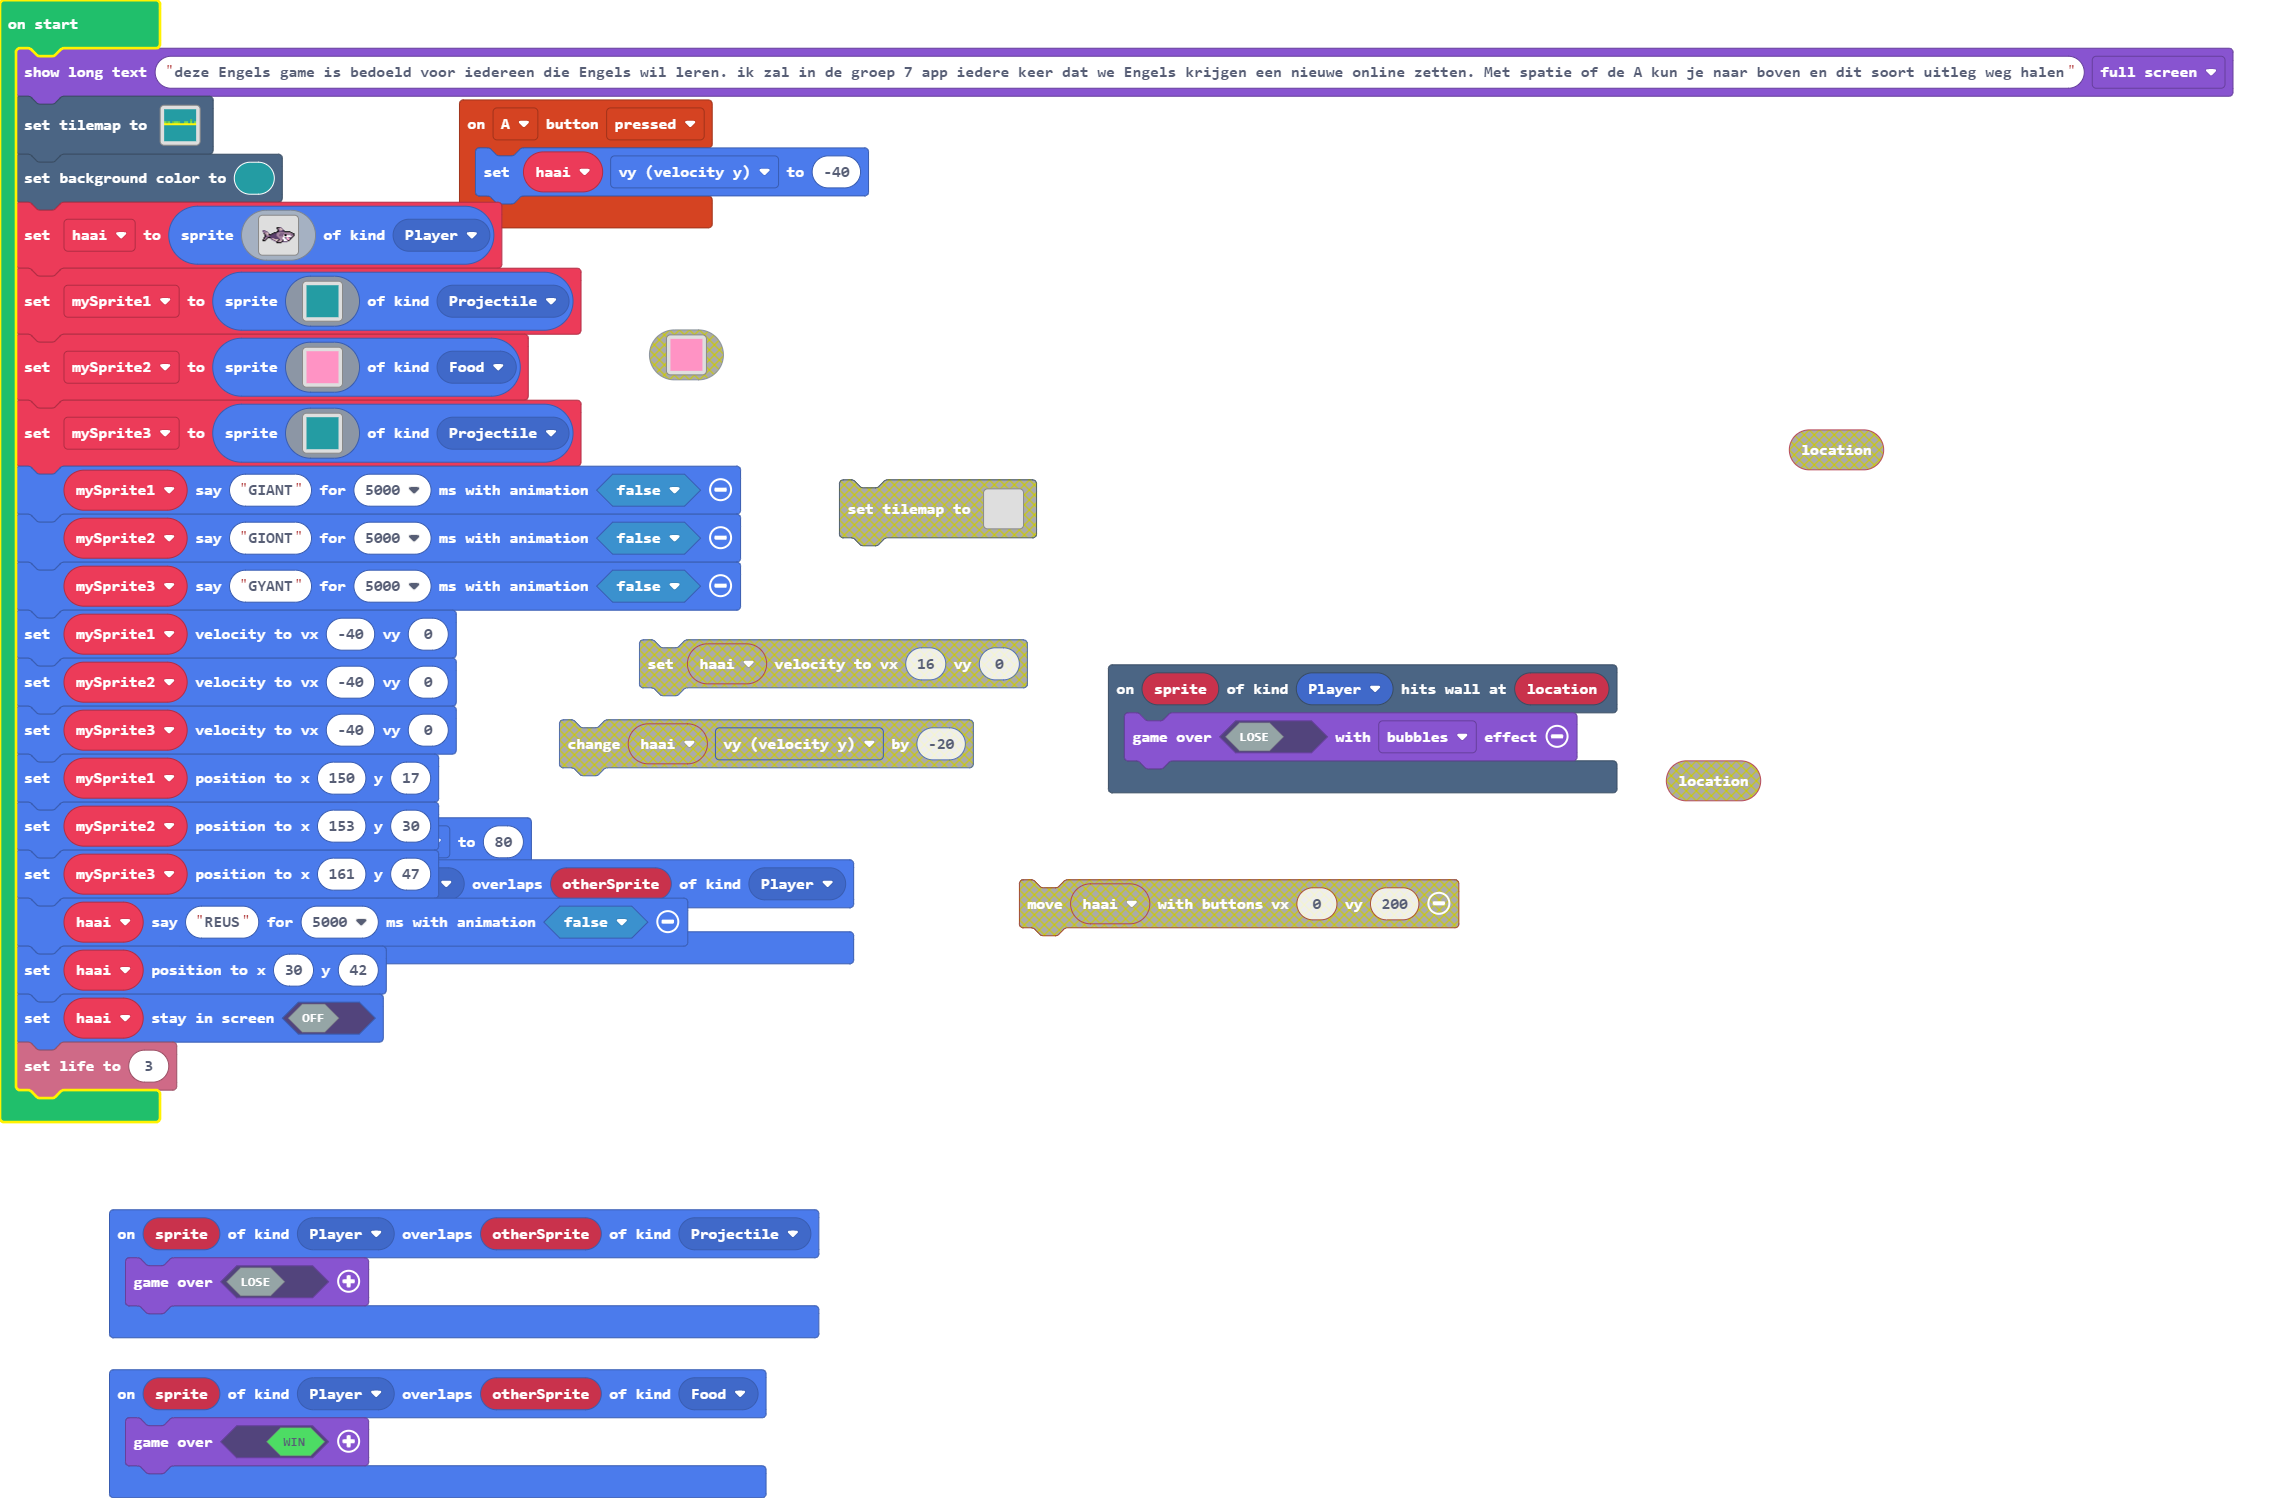 on start
show long text "deze Engels game is bedoeld voor iedereen die Engels wil leren. ik zal in de groep 7 app iedere keer dat we Engels krijgen een nieuwe online zetten. Met spatie of de A kun je naar boven en dit soort uitleg weg halen" full screen
set tilemap to
on A button pressed
set background color to
set haai vy (velocity y) to -40
set haai to sprite of kind Player
set mySprite1 to sprite of kind Projectile
set mySprite2 to sprite of kind Food
set mySprite3 to sprite of kind Projectile
location
mySprite1 say "GIANT" for 5000 ms with animation false
set tilemap to
mySprite2 say "GIONT" for 5000 ms with animation false
mySprite3 say "GYANT" for 5000 ms with animation false
set mySprite1 velocity to vx -40 vy 0
set haai velocity to vx 16 vy 0
set mySprite2 velocity to vx -40 vy 0
on sprite of kind Player hits wall at location
set mySprite3 velocity to vx -40 vy 0
change haai vy (velocity y) by -20
game over LOSE with bubbles effect
set mySprite1 position to x 150 y 17
location
set mySprite2 position to x 153 y 30
to 80
set mySprite3 position to x 161 y 47
overlaps otherSprite of kind Player
move haai with buttons vx 0 vy 200
haai say "REUS" for 5000 ms with animation false
set haai position to x 30 y 42
set haai stay in screen OFF
set life to 3
on sprite of kind Player overlaps otherSprite of kind Projectile
game over LOSE
on sprite of kind Player overlaps otherSprite of kind Food
game over WIN